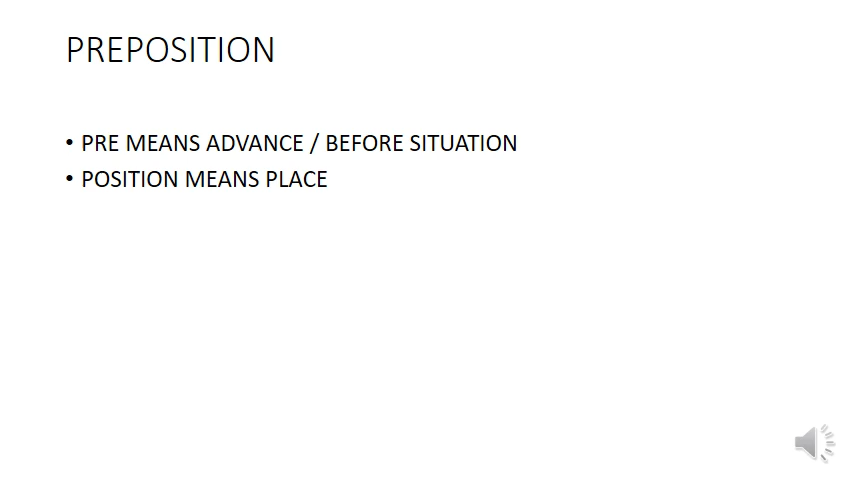 PREPOSITION
• PRE MEANS ADVANCE / BEFORE SITUATION
• POSITION MEANS PLACE